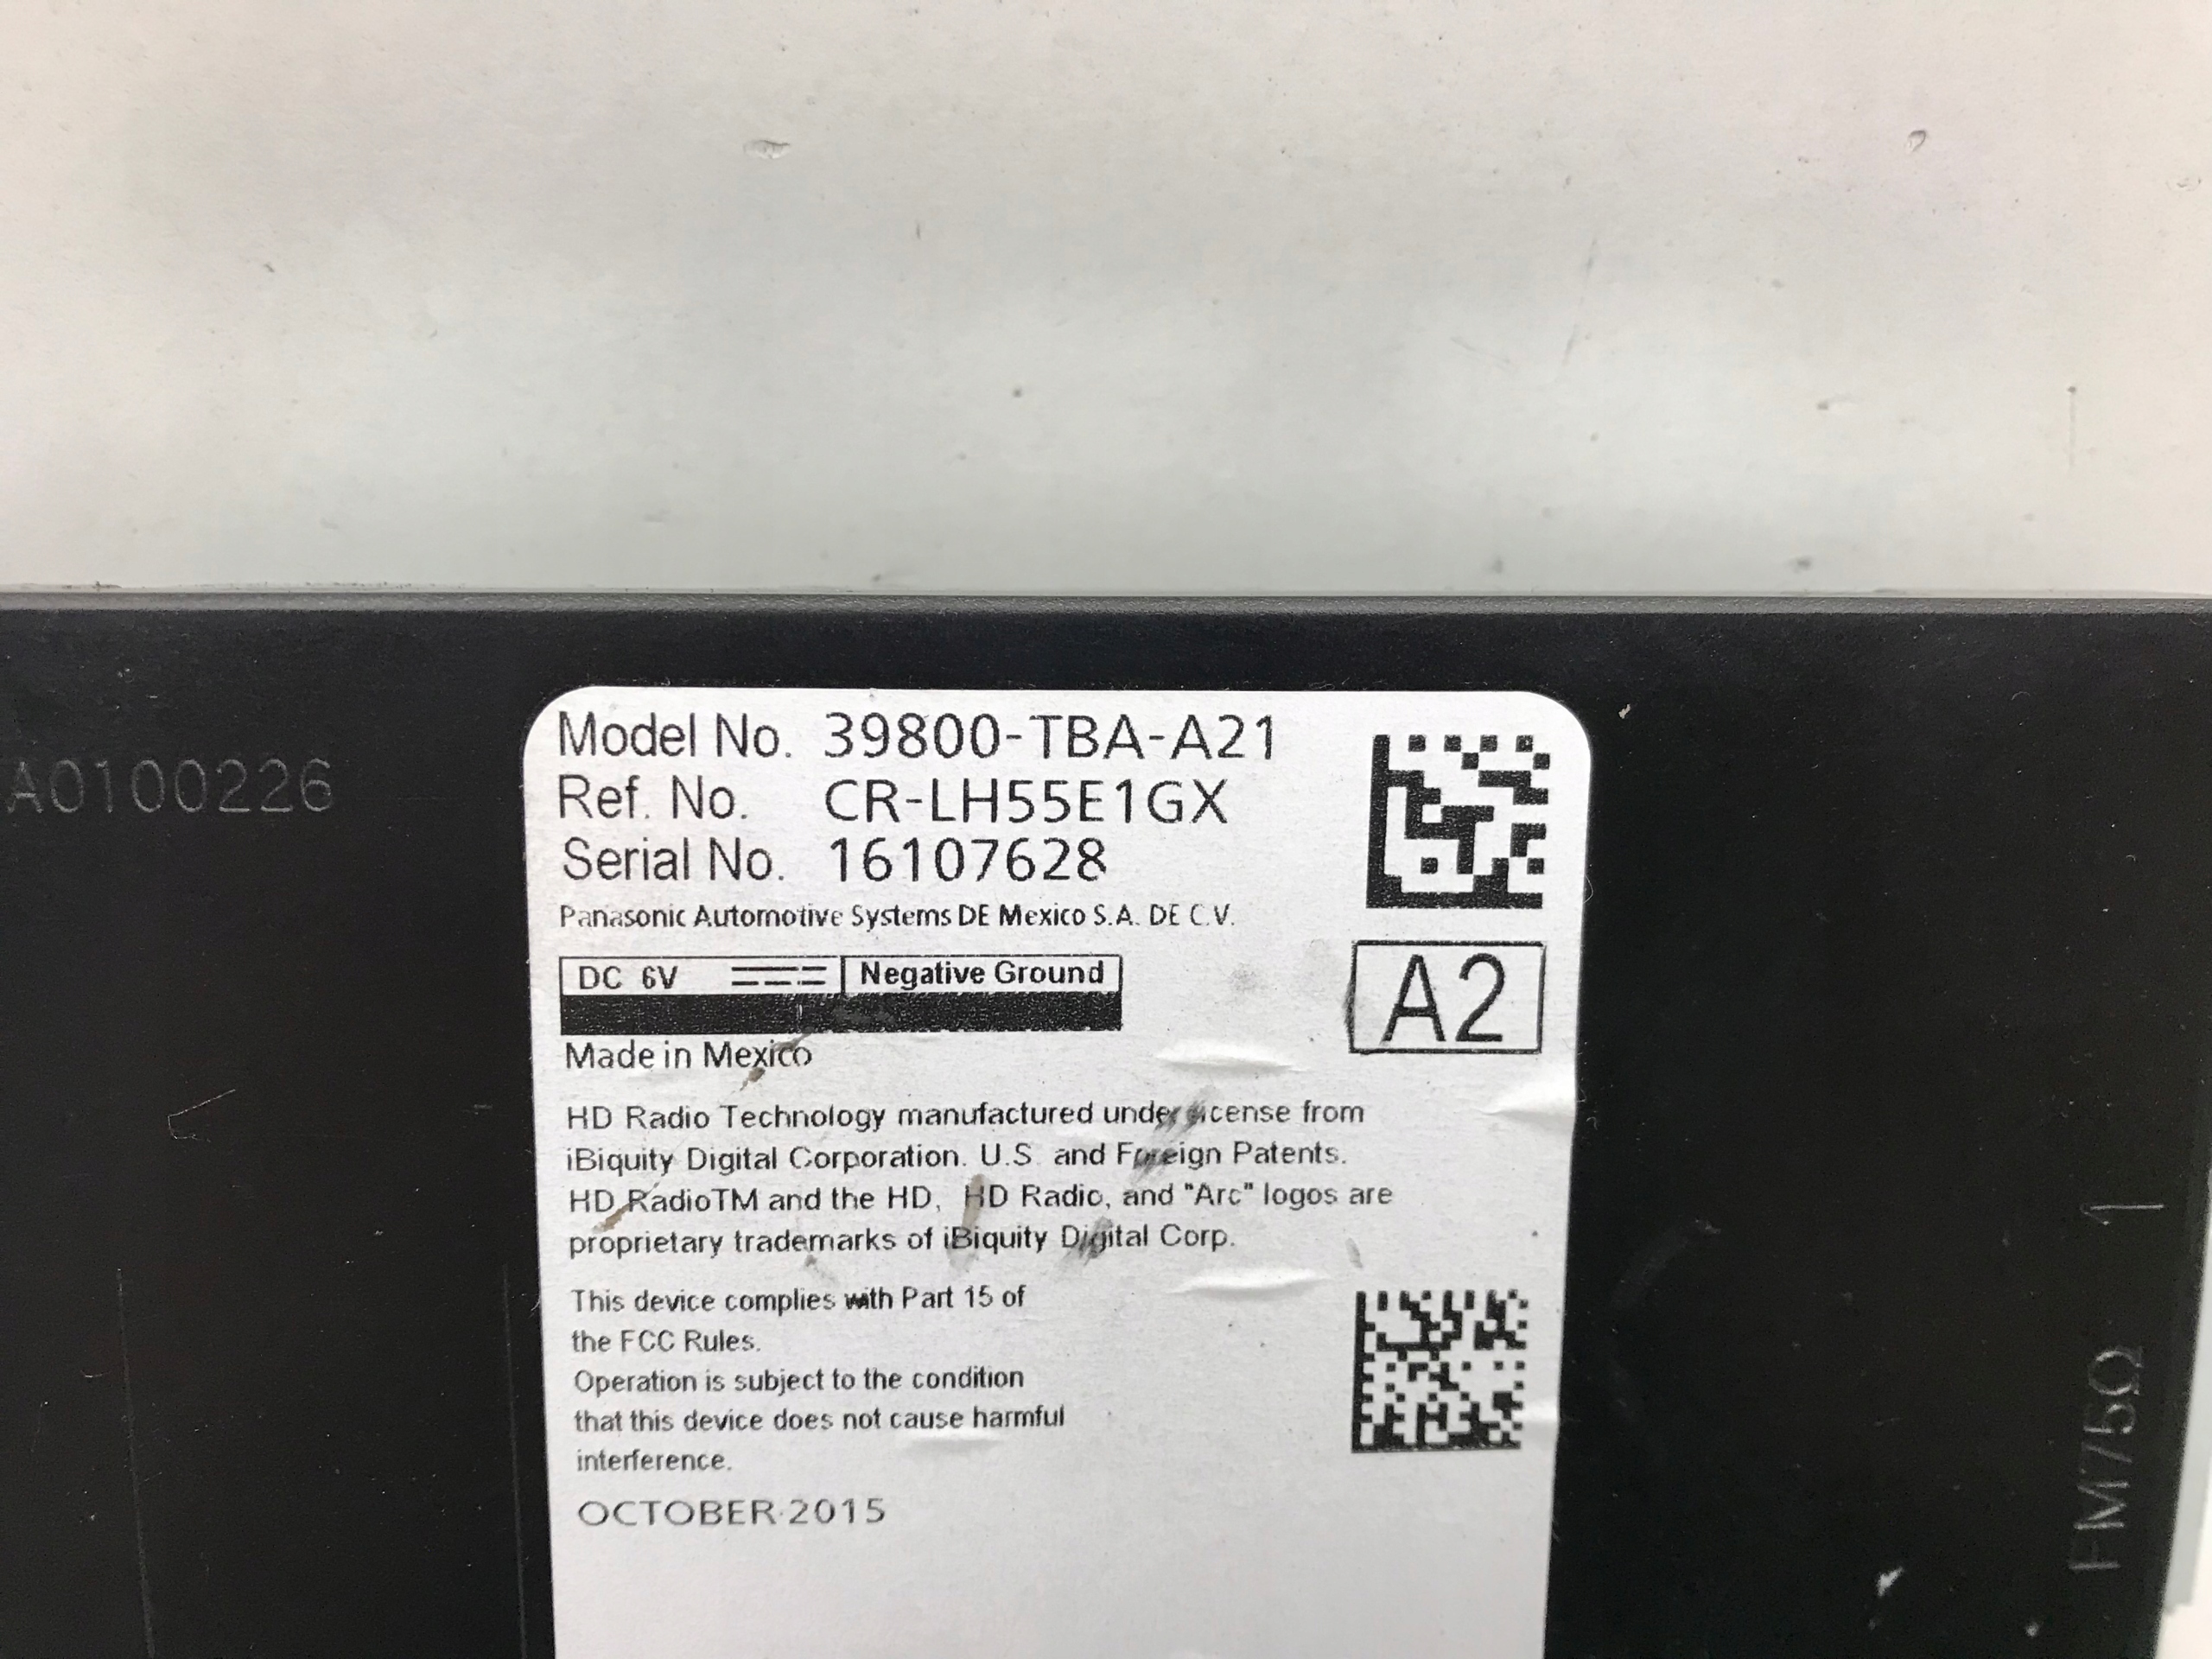 A0100226
Model No. 39800-TBA-A21
Ref. No. CR-LH55E1GX
Serial No. 16107628
Panasonic Automotive Systems DE Mexico S.A. DE C.V.
DC 6V Negative Ground
A2
Made in Mexico
HD Radio Technology manufactured under license from
iBiquity Digital Corporation. U.S. and Foreign Patents.
HD RadioTM and the HD, HD Radio, and "Arc" logos are
proprietary trademarks of iBiquity Digital Corp.
This device complies with Part 15 of
the FCC Rules.
Operation is subject to the condition
that this device does not cause harmful
interference.
OCTOBER 2015
FM75Ω 1